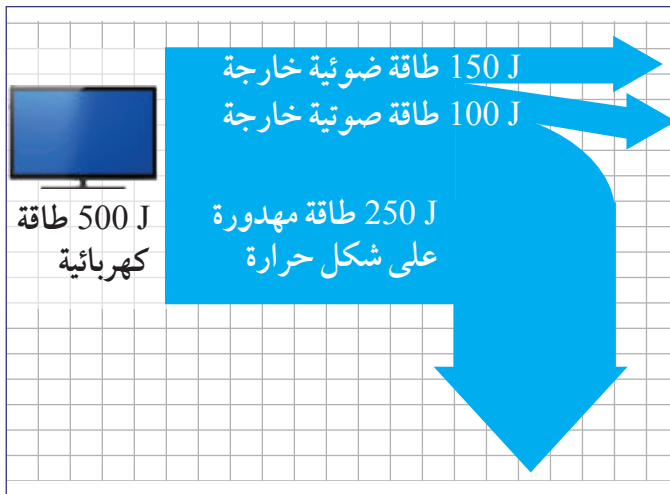 150 J طاقة ضوئية خارجة
100 J طاقة صوتية خارجة
250 J طاقة مهدورة
على شكل حرارة
500 J طاقة
كهربائية